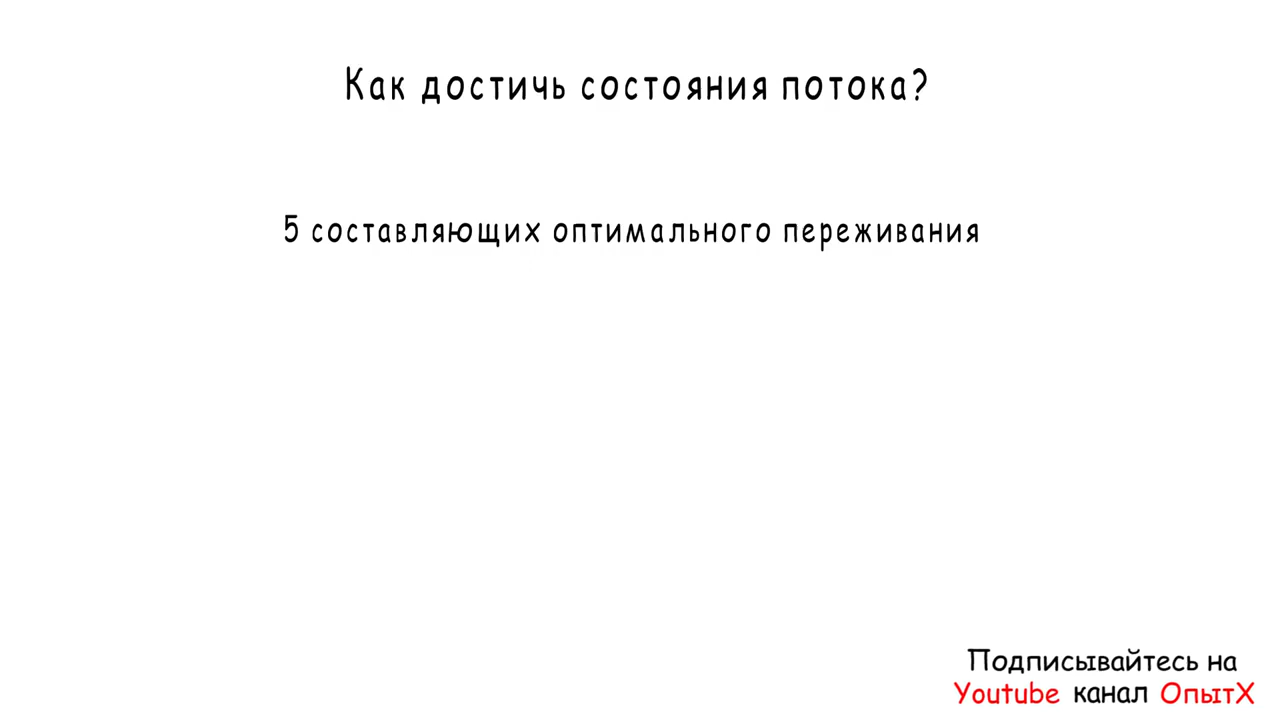 Как достичь состояния потока?
5 составляющих оптимального переживания
Подписывайтесь на
Youtube канал ОпытХ